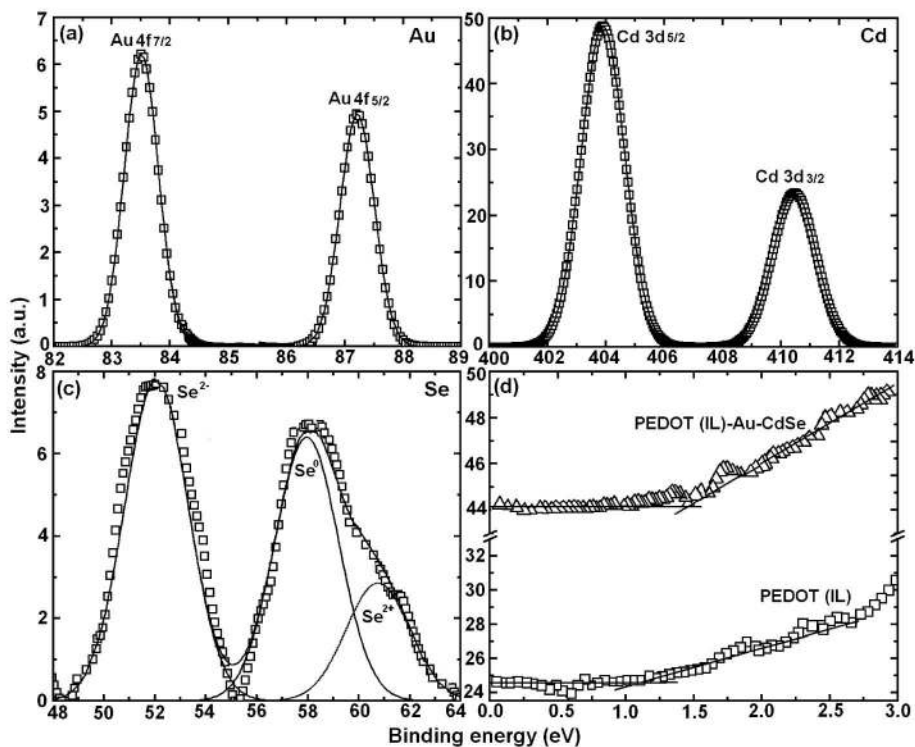 (a)
Au 4f7/2
Au
Au 4f5/2
7
6
5
4
3
2
1
0
82 83 84 85 86 87 88 89
(b)
Cd 3d5/2
Cd
Cd 3d3/2
50
40
30
20
10
0
400 402 404 406 408 410 412 414
Intensity (a.u.)
(c)
Se2-
Se
Se0
Se2+
8
6
4
2
0
48 50 52 54 56 58 60 62 64
(d)
PEDOT (IL)-Au-CdSe
PEDOT (IL)
48
46
44
32
30
28
26
24
0.0 0.5 1.0 1.5 2.0 2.5 3.0
Binding energy (eV)